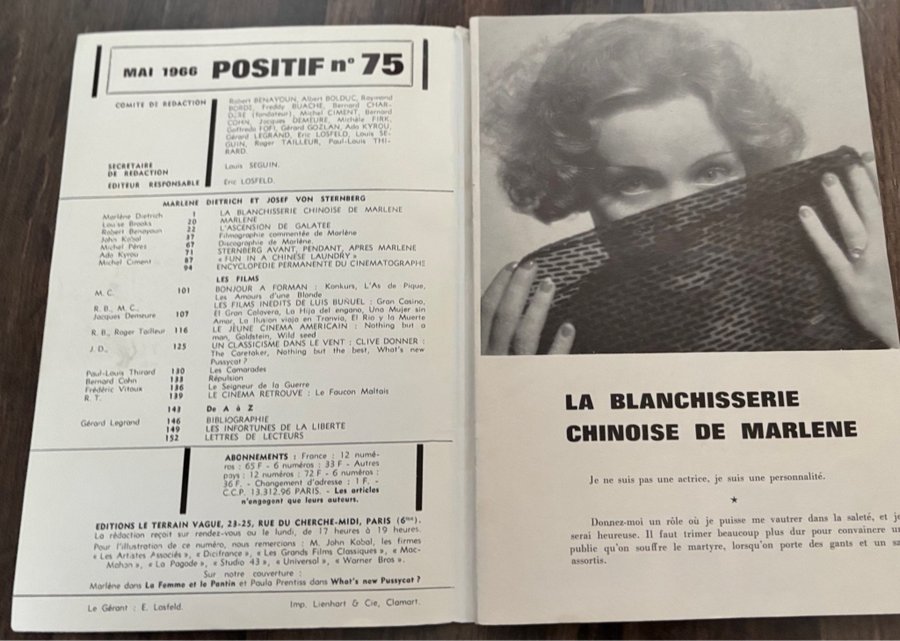 MAI 1966 POSITIF n° 75
COMITE DE REDACTION
Robert BENAYOUN, Albert BOLDUC, Raymond
BORDE, Freddy BUACHE, Bernard CHAR-
DERE (fondateur), Michel CIMENT, Bernard
COHN, Jacques DEMEURE, Michèle FIRK,
Goffredo FOFI, Gérard GOZLAN, Ado KYROU,
Gérard LEGRAND, Eric LOSFELD, Louis SE-
GUIN, Roger TAILLEUR, Paul-Louis THI-
RARD.
SECRETAIRE
DE REDACTION Louis SEGUIN.
EDITEUR RESPONSABLE Eric LOSFELD.
MARLENE DIETRICH ET JOSEF VON STERNBERG
Marlène Dietrich 1 LA BLANCHISSERIE CHINOISE DE MARLENE
Louise Brooks 20 MARLENE
Robert Benayoun 22 L'ASCENSION DE GALATEE
John Kobal 37 Filmographie commentée de Marlène
Michel Pérès 67 Discographie de Marlène.
Ado Kyrou 71 STERNBERG AVANT, PENDANT, APRES MARLENE
Michel Ciment 87 « FUN IN A CHINESE LAUNDRY »
94 ENCYCLOPEDIE PERMANENTE DU CINEMATOGRAPHE
LES FILMS
M. C. 101 BONJOUR A FORMAN : Konkurs, L'As de Pique,
Les Amours d'une Blonde
R. B., M. C., LES FILMS INEDITS DE LUIS BUÑUEL : Gran Casino,
Jacques Demeure 107 El Gran Calavera, La Hija del engano, Una Mujer sin
Amor, La Ilusion viaja en Tranvia, El Rio y la Muerte
R. B., Roger Tailleur 116 LE JEUNE CINEMA AMERICAIN : Nothing but a
man, Goldstein, Wild seed
J. D., 125 UN CLASSICISME DANS LE VENT : CLIVE DONNER :
The Caretaker, Nothing but the best, What's new
Pussycat ?
Paul-Louis Thirard 130 Les Camarades
Bernard Cohn 133 Répulsion
Frédéric Vitoux 136 Le Seigneur de la Guerre
R. T. 139 LE CINEMA RETROUVE : Le Faucon Maltais
143 De A à Z
Gérard Legrand 146 BIBLIOGRAPHIE
149 LES INFORTUNES DE LA LIBERTE
152 LETTRES DE LECTEURS
ABONNEMENTS : France : 12 numé-
ros : 65 F - 6 numéros : 33 F - Autres
pays : 12 numéros : 72 F - 6 numéros :
36 F. - Changement d'adresse : 1 F. -
C.C.P. 13.312.96 PARIS. - Les articles
n'engagent que leurs auteurs.
EDITIONS LE TERRAIN VAGUE, 23-25, RUE DU CHERCHE-MIDI, PARIS (6me).
La rédaction reçoit sur rendez-vous ou le lundi, de 17 heures à 19 heures.
Pour l'illustration de ce numéro, nous remercions : M. John Kobal, les firmes
« Les Artistes Associés », « Dicifrance », « Les Grands Films Classiques », « Mac-
Mahon », « La Pagode », « Studio 43 », « Universal », « Warner Bros ».
Sur notre couverture :
Marlène dans La Femme et le Pantin et Paula Prentiss dans What's new Pussycat ?
Le Gérant : E. Losfeld. Imp. Lienhart & Cie, Clamart.
LA BLANCHISSERIE
CHINOISE DE MARLENE
Je ne suis pas une actrice, je suis une personnalité.
★
Donnez-moi un rôle où je puisse me vautrer dans la saleté, et je
serai heureuse. Il faut trimer beaucoup plus dur pour convaincre
publique qu'on souffre le martyre, lorsqu'on porte des gants et un
assortis.